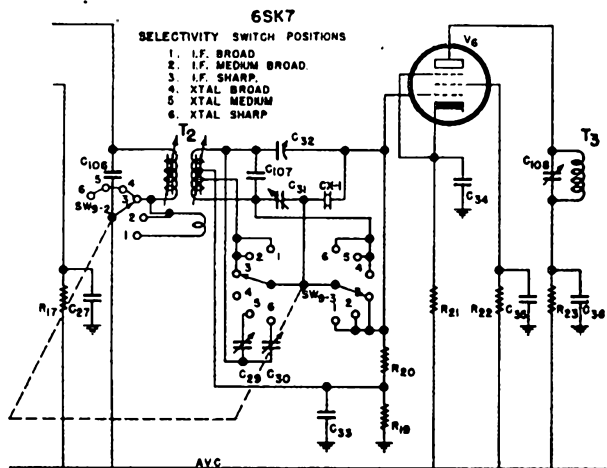 6SK7
SELECTIVITY SWITCH POSITIONS
1. I.F. BROAD
2. I.F. MEDIUM BROAD.
3. I.F. SHARP.
4. XTAL BROAD
5 XTAL MEDIUM
6. XTAL SHARP
V6
T2
T3
C32
C106
C107
C108
C31
CX-1
C34
6 5 4
3
SW9-2
2
1
3 2 1
6 5 4
4
SW9-3
5 6
2 1
R17
C27
R21
R22
C35
R23
C36
C29 C30
R20
C33
R19
AVC